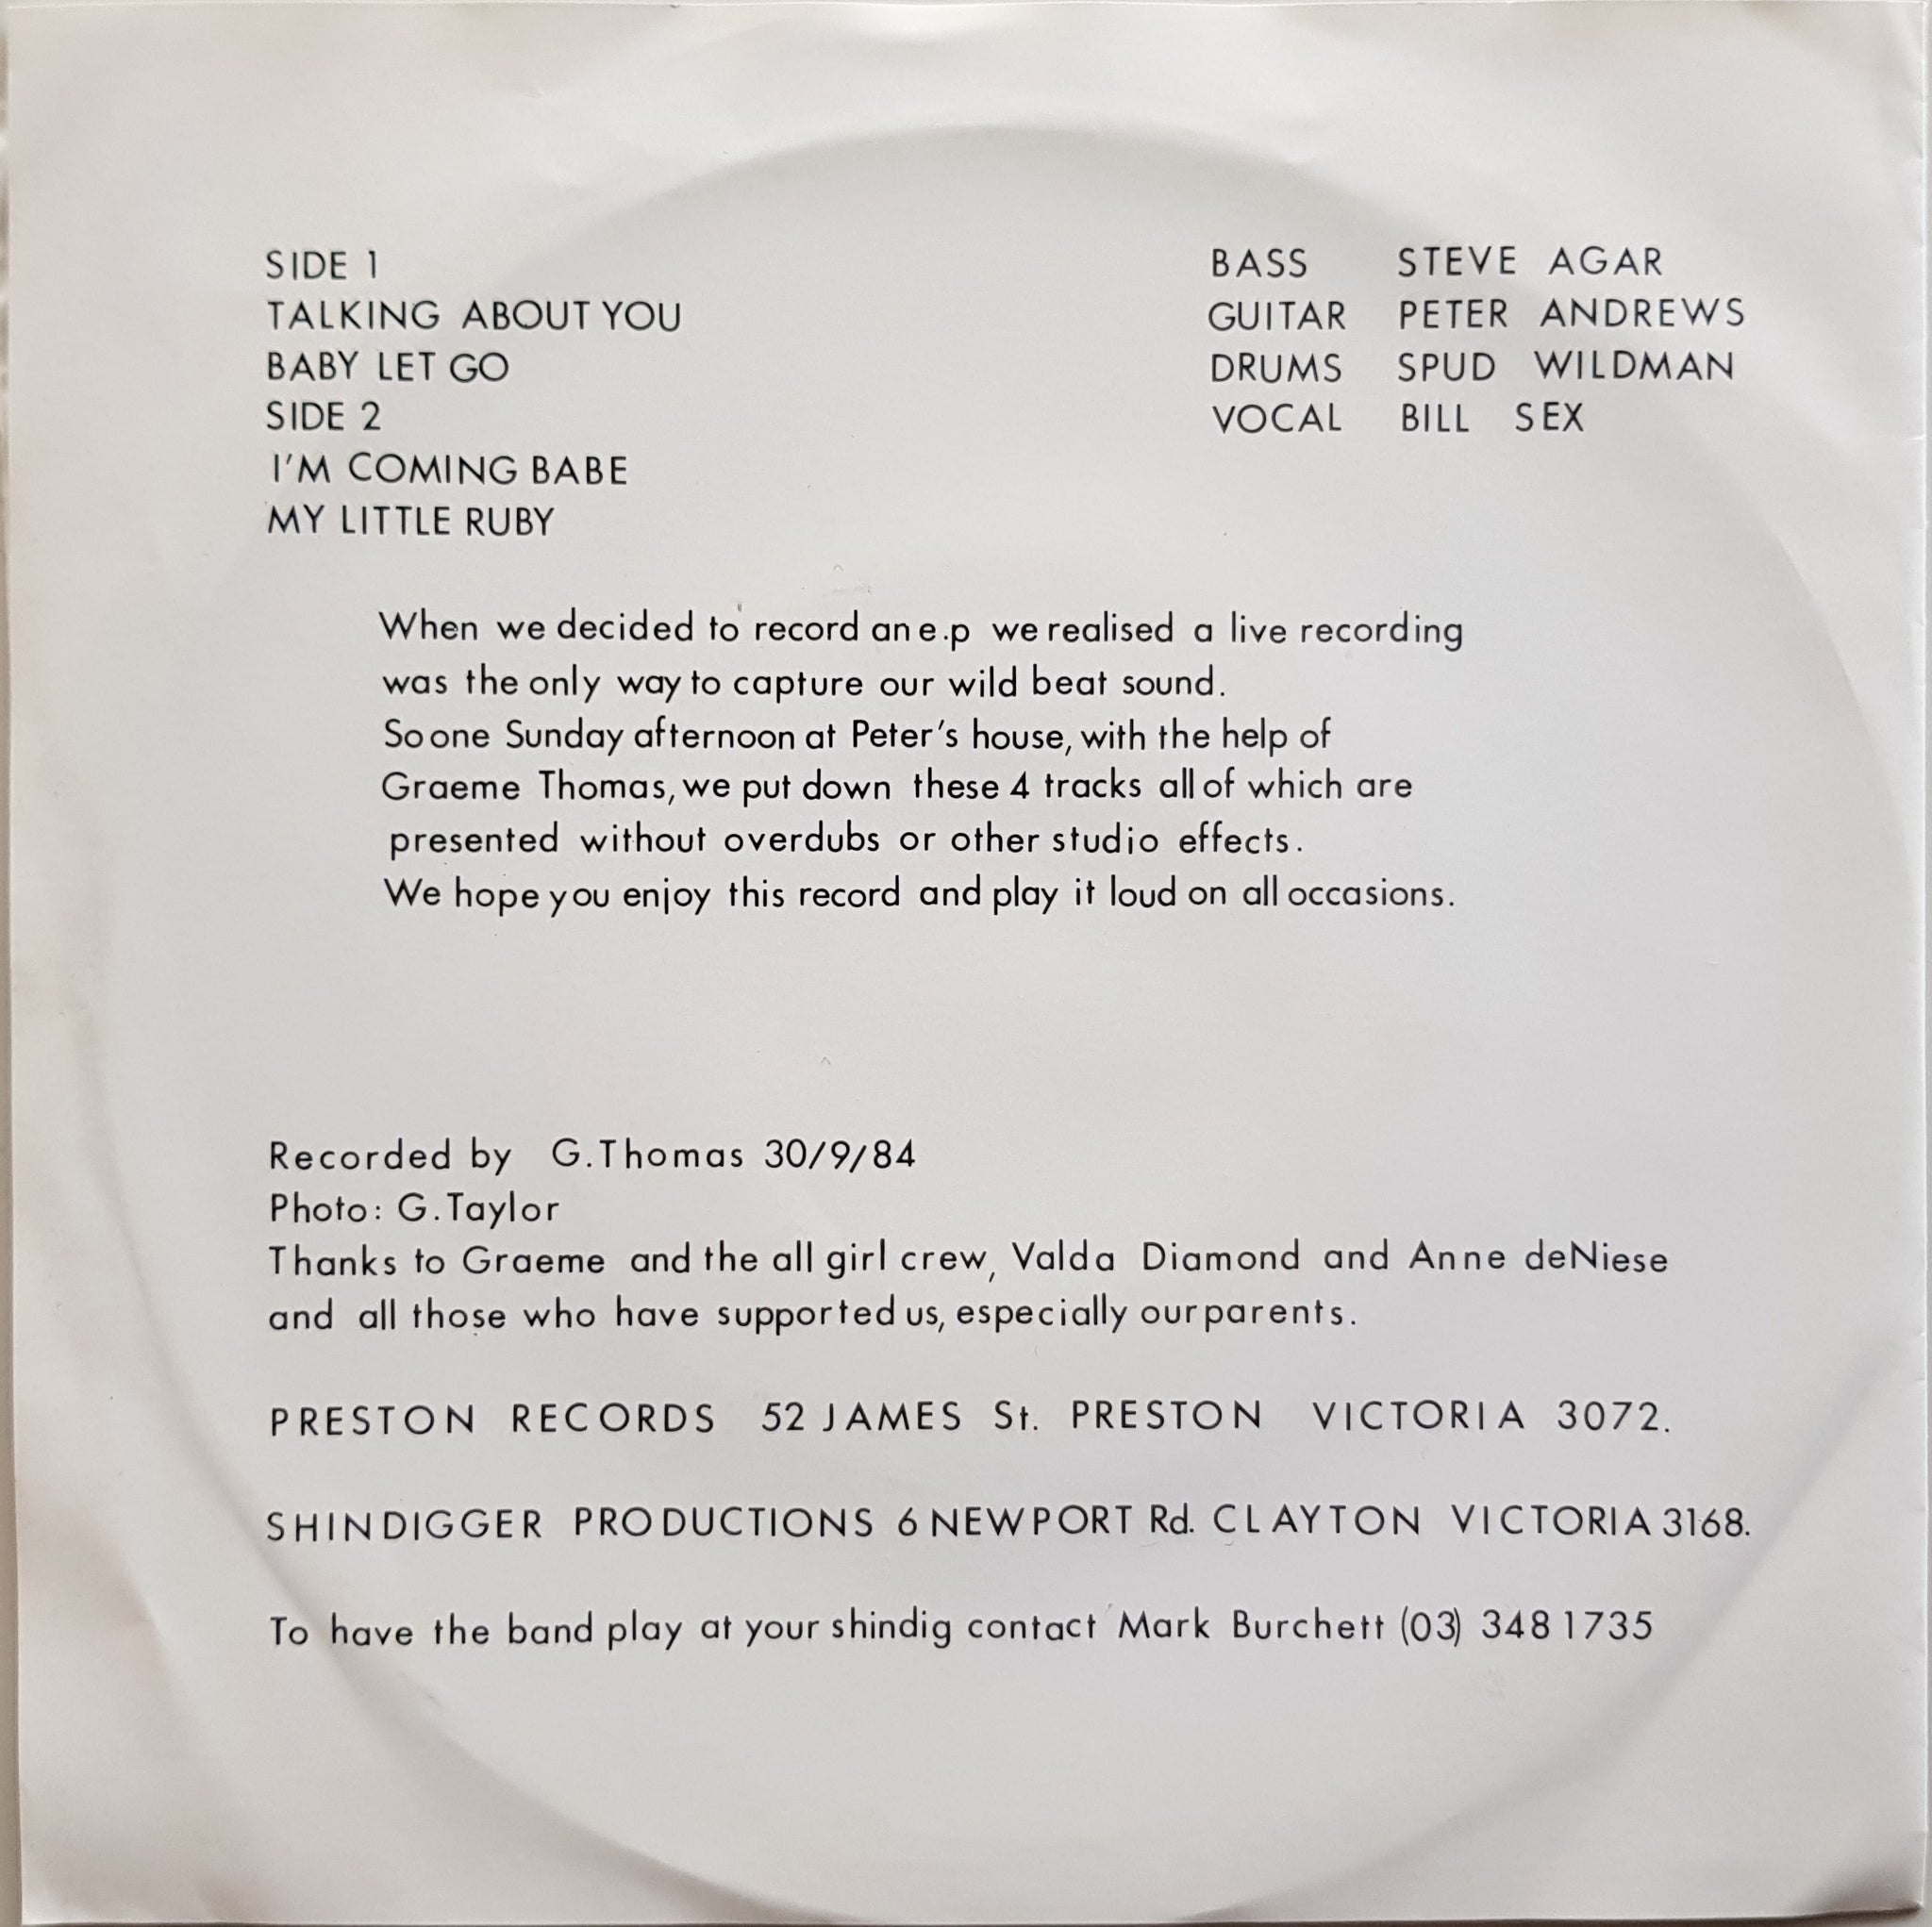 SIDE 1
TALKING ABOUT YOU
BABY LET GO
SIDE 2
I'M COMING BABE
MY LITTLE RUBY
BASS STEVE AGAR
GUITAR PETER ANDREWS
DRUMS SPUD WILDMAN
VOCAL BILL SEX
When we decided to record an e.p we realised a live recording
was the only way to capture our wild beat sound.
So one Sunday afternoon at Peter's house, with the help of
Graeme Thomas, we put down these 4 tracks all of which are
presented without overdubs or other studio effects.
We hope you enjoy this record and play it loud on all occasions.
Recorded by G.Thomas 30/9/84
Photo: G.Taylor
Thanks to Graeme and the all girl crew, Valda Diamond and Anne deNiese
and all those who have supported us, especially our parents.
PRESTON RECORDS 52 JAMES St. PRESTON VICTORIA 3072.
SHINDIGGER PRODUCTIONS 6 NEWPORT Rd. CLAYTON VICTORIA 3168.
To have the band play at your shindig contact Mark Burchett (03) 348 1735